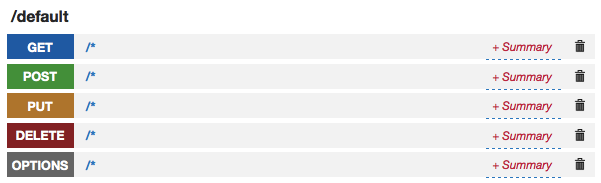 /default
GET /* + Summary
POST /* + Summary
PUT /* + Summary
DELETE /* + Summary
OPTIONS /* + Summary